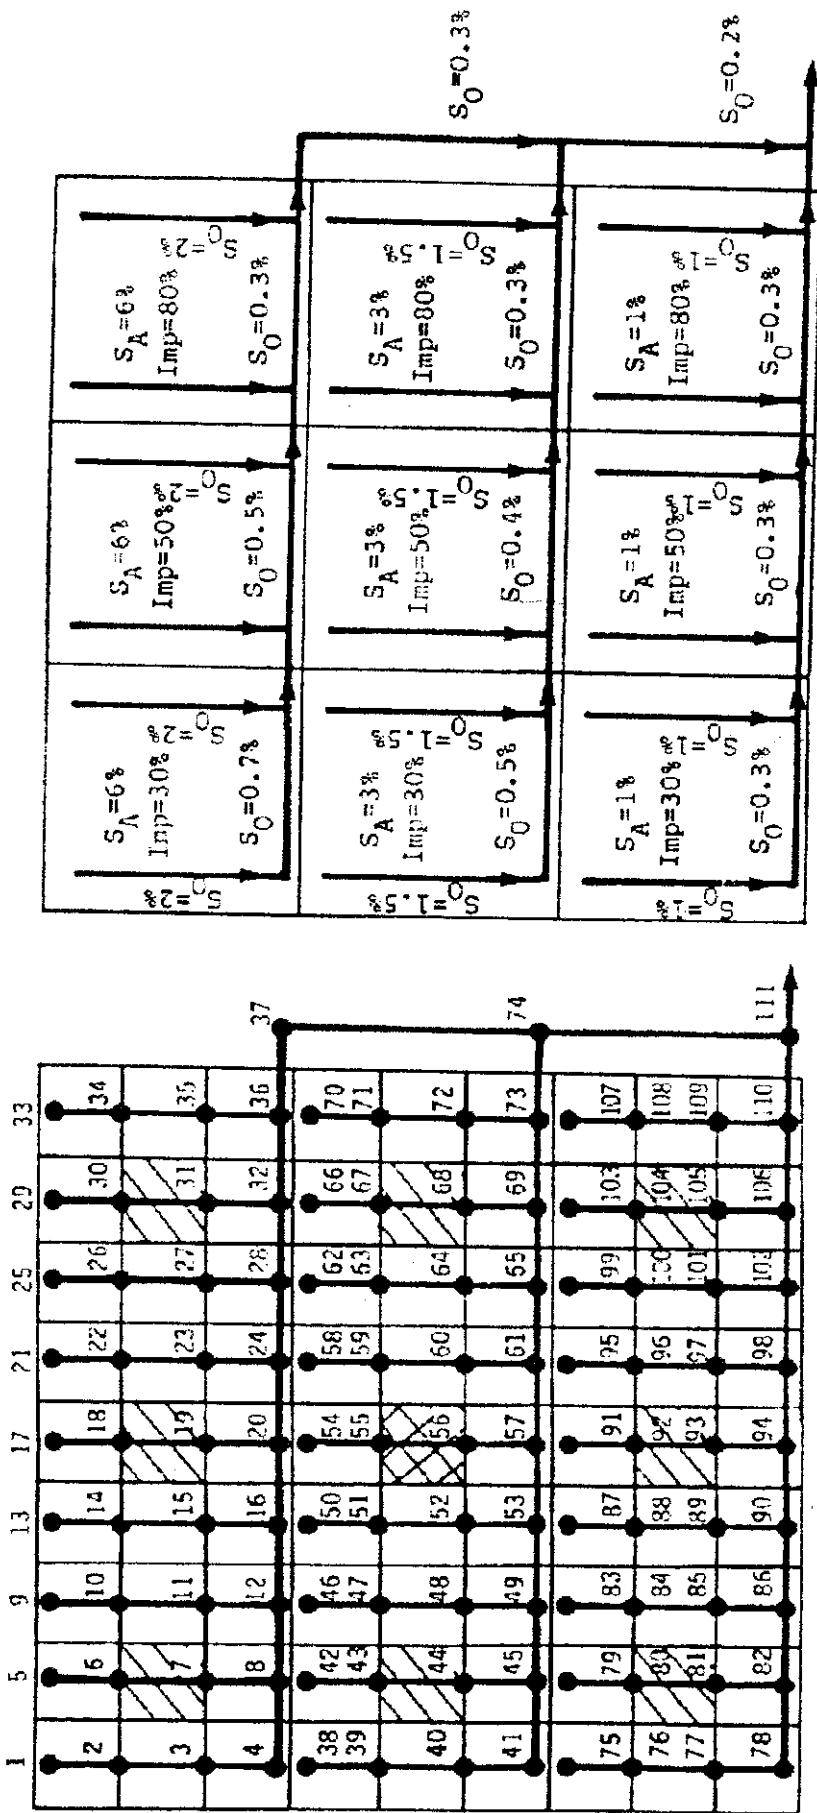 1 5 9 13 17 21 25 29 33
2 6 10 14 18 22 26 30 34
3 7 11 15 19 23 27 31 35
4 8 12 16 20 24 28 32 36 37
38 42 46 50 54 58 62 66 70
39 43 47 51 55 59 63 67 71
40 44 48 52 56 60 64 68 72
41 45 49 53 57 61 65 69 73 74
75 79 83 87 91 95 99 103 107
76 80 84 88 92 96 100 104 108
77 81 85 89 93 97 101 105 109
78 82 86 90 94 98 102 106 110 111
S_A=6% S_A=6% S_A=6%
Imp=30% Imp=50% Imp=80%
S_O=2% S_O=2% S_O=2% S_O=2%
S_O=0.7% S_O=0.5% S_O=0.3%
S_A=3% S_A=3% S_A=3%
Imp=30% Imp=50% Imp=80%
S_O=1.5% S_O=1.5% S_O=1.5% S_O=1.5%
S_O=0.5% S_O=0.4% S_O=0.3%
S_O=0.3%
S_A=1% S_A=1% S_A=1%
Imp=30% Imp=50% Imp=80%
S_O=1% S_O=1% S_O=1% S_O=1%
S_O=0.3% S_O=0.3% S_O=0.3%
S_O=0.2%